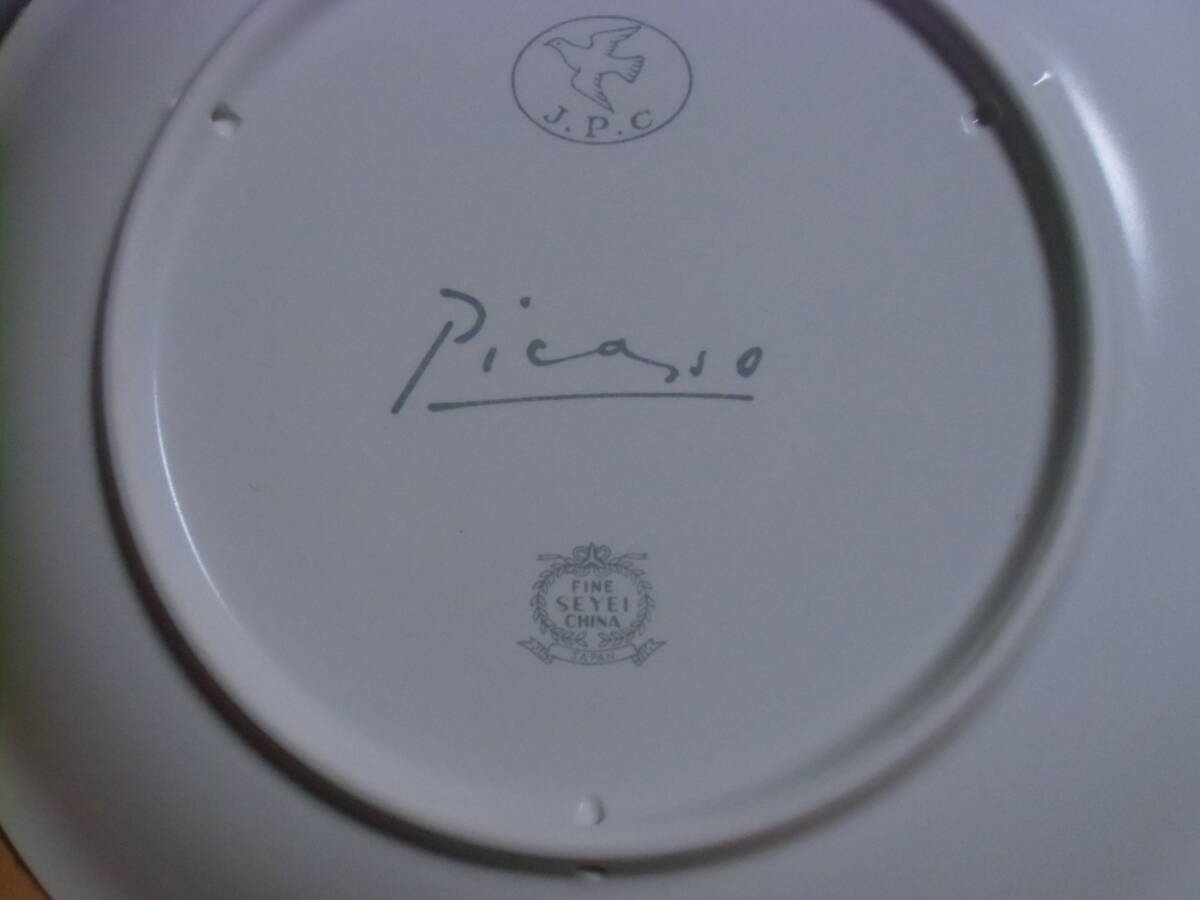 J.P.C
Picasso
FINE
SEYEI
CHINA
JAPAN